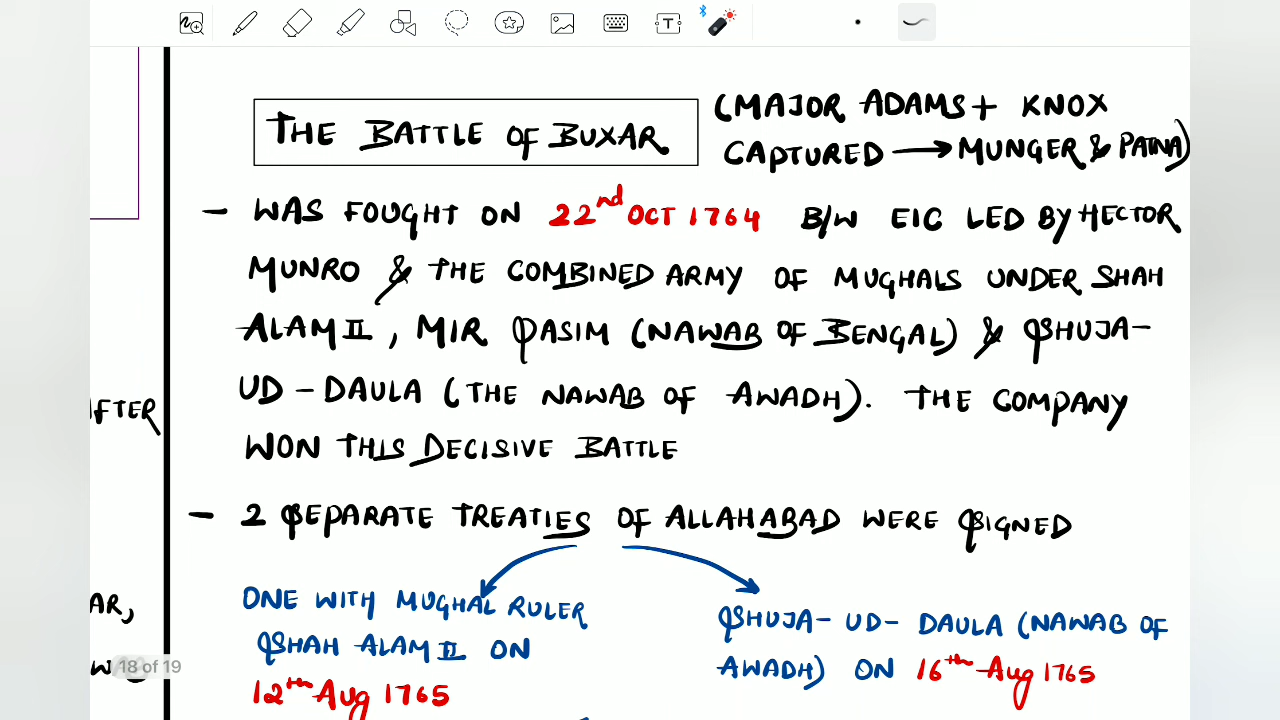 THE BATTLE OF BUXAR
(MAJOR ADAMS + KNOX
CAPTURED → MUNGER & PATNA)
- WAS FOUGHT ON 22nd OCT 1764 B/W EIC LED BY HECTOR
MUNRO & THE COMBINED ARMY OF MUGHALS UNDER SHAH
ALAM II, MIR QASIM (NAWAB OF BENGAL) & SHUJA-
UD-DAULA (THE NAWAB OF AWADH). THE COMPANY
WON THIS DECISIVE BATTLE
- 2 SEPARATE TREATIES OF ALLAHABAD WERE SIGNED
ONE WITH MUGHAL RULER
SHAH ALAM II ON
12th Aug 1765
SHUJA-UD-DAULA (NAWAB OF
AWADH) ON 16th Aug 1765
AFTER
AR,
18 of 19